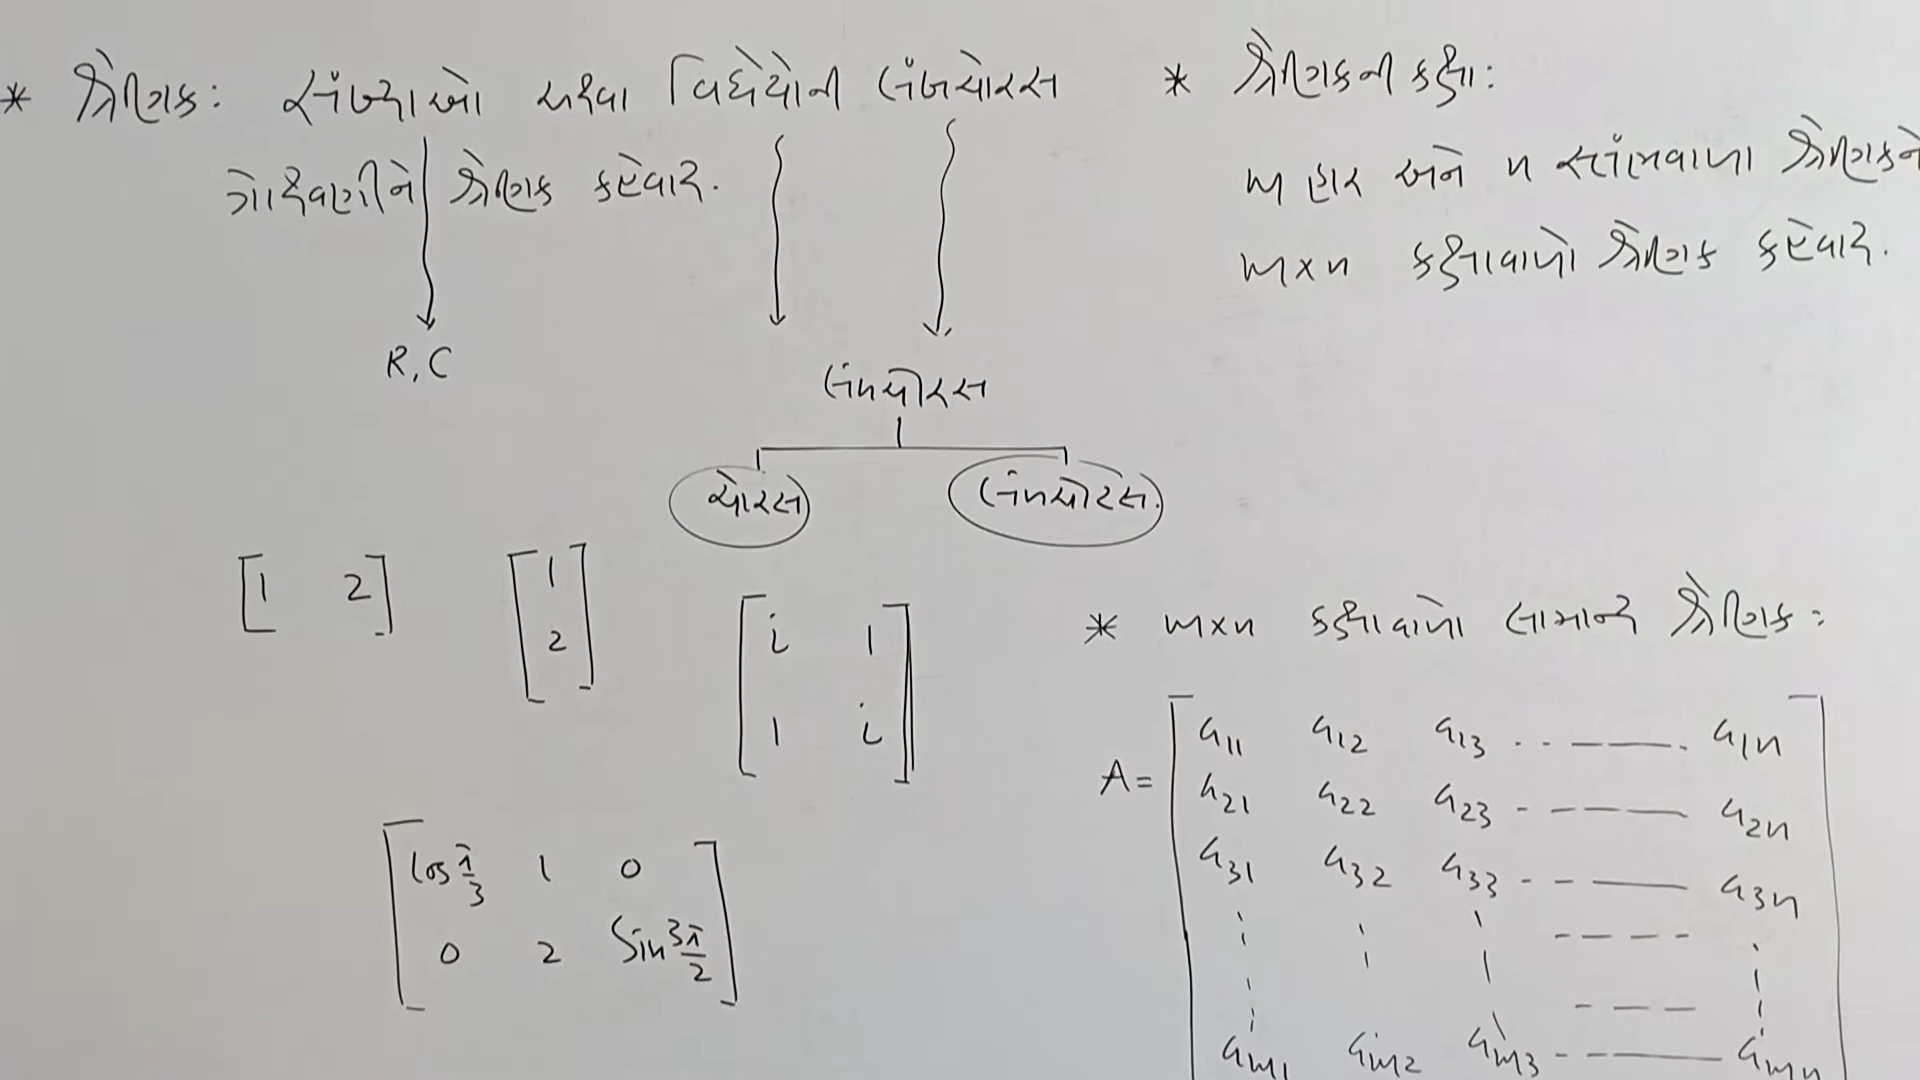 * શ્રેણિક: સંખ્યાઓ અથવા વિધેયોની લંબચોરસ
ગોઠવણીને શ્રેણિક કહેવાય.
R, C
લંબચોરસ
ચોરસ લંબચોરસ.
[1 2]
[1
2]
[i 1
1 i]
[cos π/3 1 0
0 2 sin 3π/2]
* શ્રેણિકની કક્ષા:
m હાર અને n સ્તંભવાળા શ્રેણિકને
m×n કક્ષાવાળો શ્રેણિક કહેવાય.
* m×n કક્ષાવાળો સામાન્ય શ્રેણિક:
A = [a11 a12 a13 ------ a1n
a21 a22 a23 ------ a2n
a31 a32 a33 ------ a3n
am1 am2 am3 ------ amn